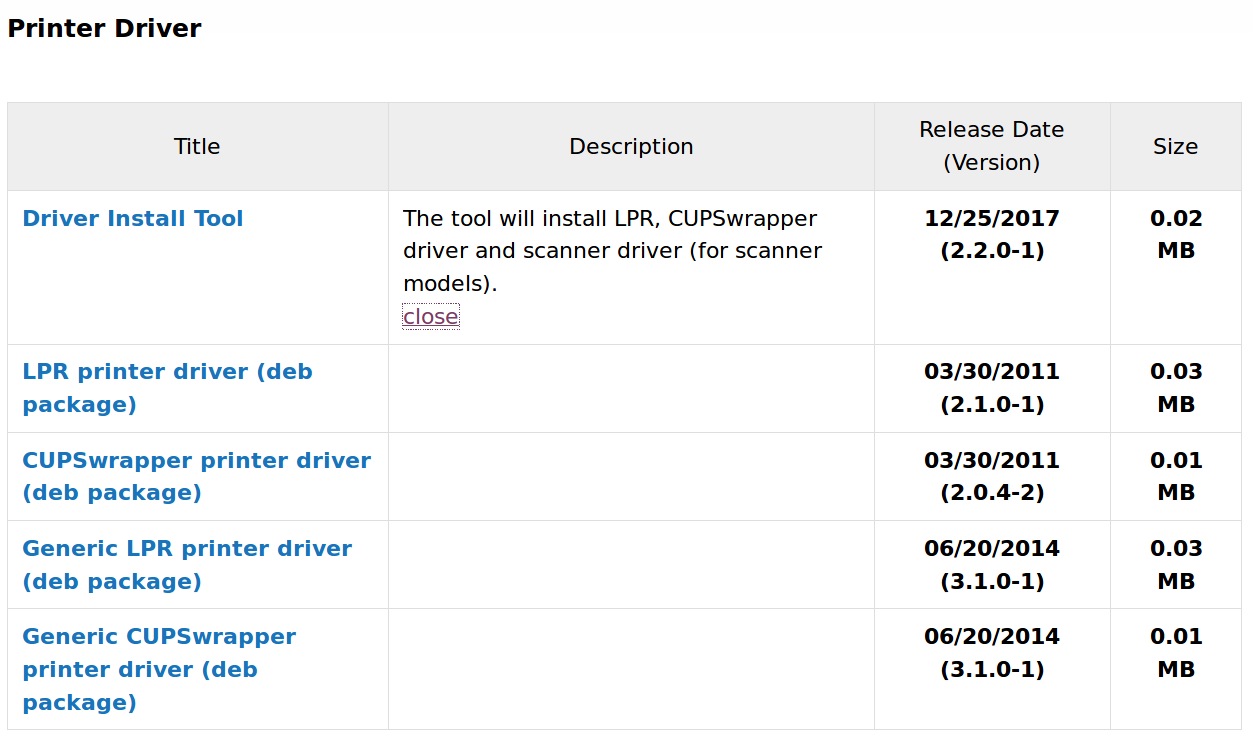 Printer Driver
Title
Description
Release Date
(Version)
Size
Driver Install Tool
The tool will install LPR, CUPSwrapper
driver and scanner driver (for scanner
models).
close
12/25/2017
(2.2.0-1)
0.02
MB
LPR printer driver (deb
package)
03/30/2011
(2.1.0-1)
0.03
MB
CUPSwrapper printer driver
(deb package)
03/30/2011
(2.0.4-2)
0.01
MB
Generic LPR printer driver
(deb package)
06/20/2014
(3.1.0-1)
0.03
MB
Generic CUPSwrapper
printer driver (deb
package)
06/20/2014
(3.1.0-1)
0.01
MB